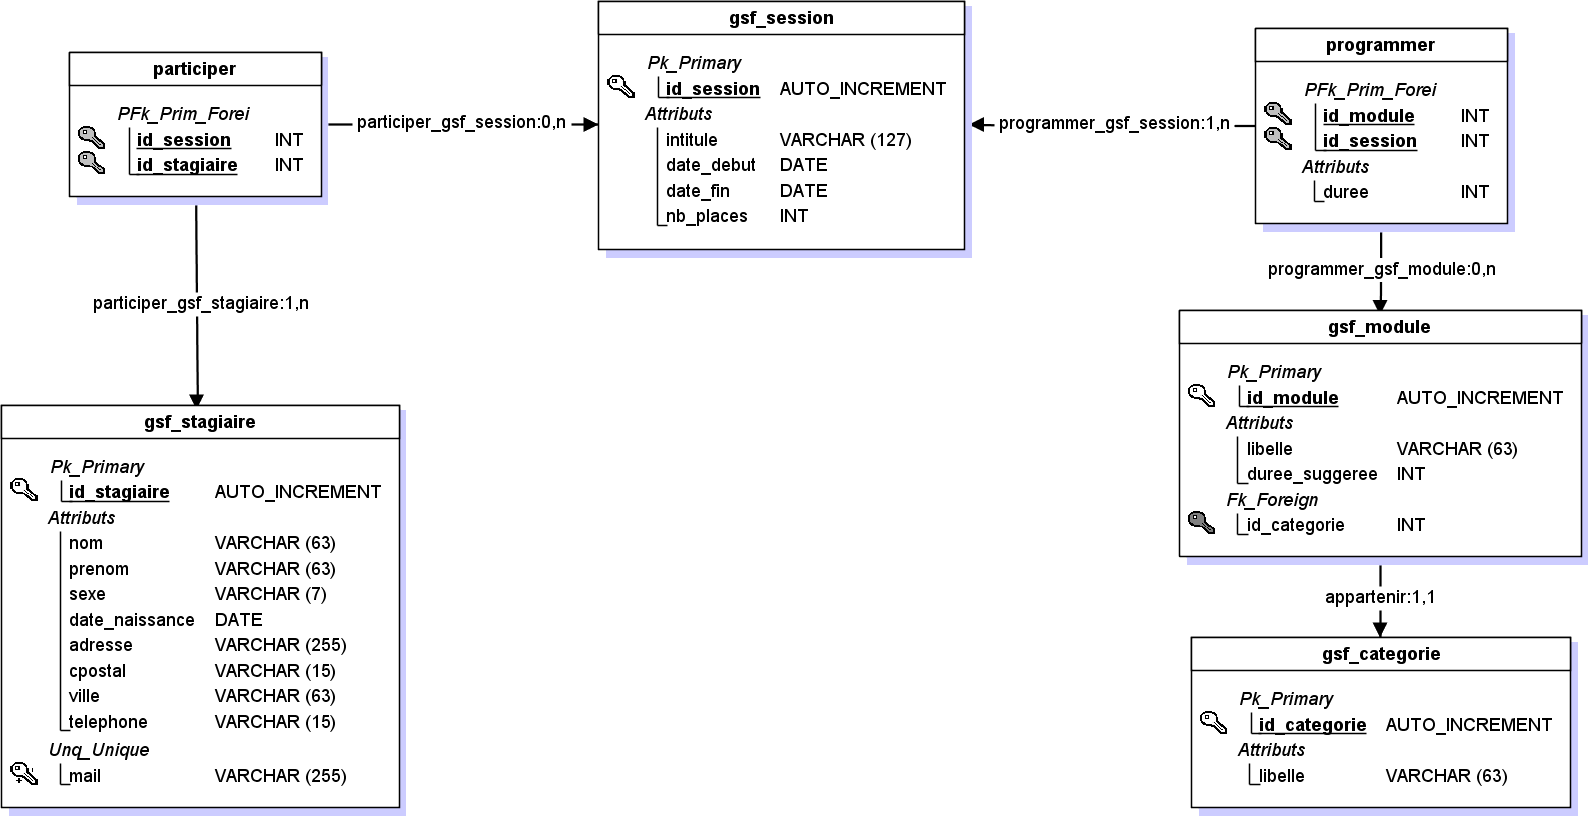 participer
PFk_Prim_Forei
id_session INT
id_stagiaire INT
participer_gsf_session:0,n
gsf_session
Pk_Primary
id_session AUTO_INCREMENT
Attributs
intitule VARCHAR (127)
date_debut DATE
date_fin DATE
nb_places INT
programmer_gsf_session:1,n
programmer
PFk_Prim_Forei
id_module INT
id_session INT
Attributs
duree INT
participer_gsf_stagiaire:1,n
programmer_gsf_module:0,n
gsf_stagiaire
Pk_Primary
id_stagiaire AUTO_INCREMENT
Attributs
nom VARCHAR (63)
prenom VARCHAR (63)
sexe VARCHAR (7)
date_naissance DATE
adresse VARCHAR (255)
cpostal VARCHAR (15)
ville VARCHAR (63)
telephone VARCHAR (15)
Unq_Unique
mail VARCHAR (255)
gsf_module
Pk_Primary
id_module AUTO_INCREMENT
Attributs
libelle VARCHAR (63)
duree_suggeree INT
Fk_Foreign
id_categorie INT
appartenir:1,1
gsf_categorie
Pk_Primary
id_categorie AUTO_INCREMENT
Attributs
libelle VARCHAR (63)